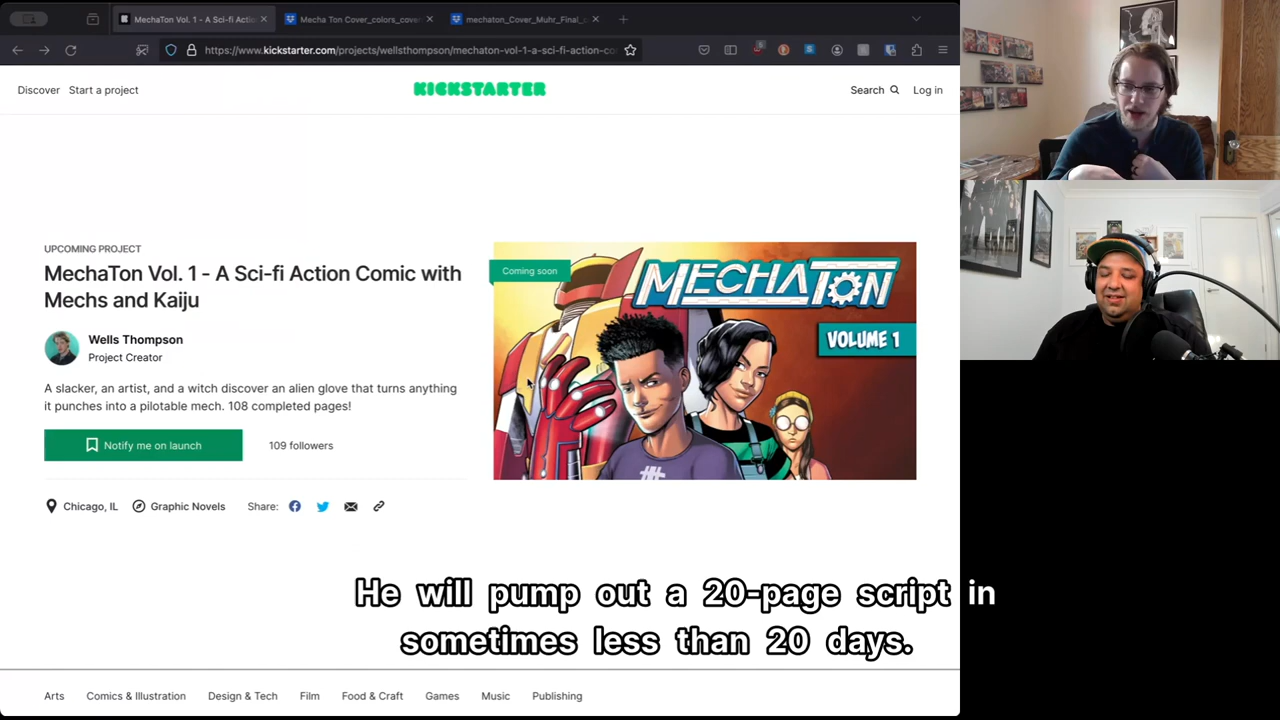 MechaTon Vol. 1 - A Sci-fi Actio
Mecha Ton Cover_colors_cover
mechaton_Cover_Muhr_Final_
https://www.kickstarter.com/projects/wellsthompson/mechaton-vol-1-a-sci-fi-action-co
Discover
Start a project
KICKSTARTER
Search
Log in
UPCOMING PROJECT
MechaTon Vol. 1 - A Sci-fi Action Comic with
Mechs and Kaiju
Wells Thompson
Project Creator
A slacker, an artist, and a witch discover an alien glove that turns anything
it punches into a pilotable mech. 108 completed pages!
Notify me on launch
109 followers
Chicago, IL
Graphic Novels
Share:
Coming soon
MECHATON
VOLUME 1
He will pump out a 20-page script in
sometimes less than 20 days.
Arts
Comics & Illustration
Design & Tech
Film
Food & Craft
Games
Music
Publishing